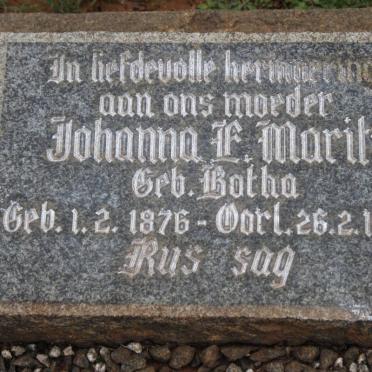 In liefdevolle herinnering
aan ons moeder
Johanna E. Marit
Geb. Botha
Geb. 1. 2. 1876 - Oorl. 26. 2. 1
Rus sag